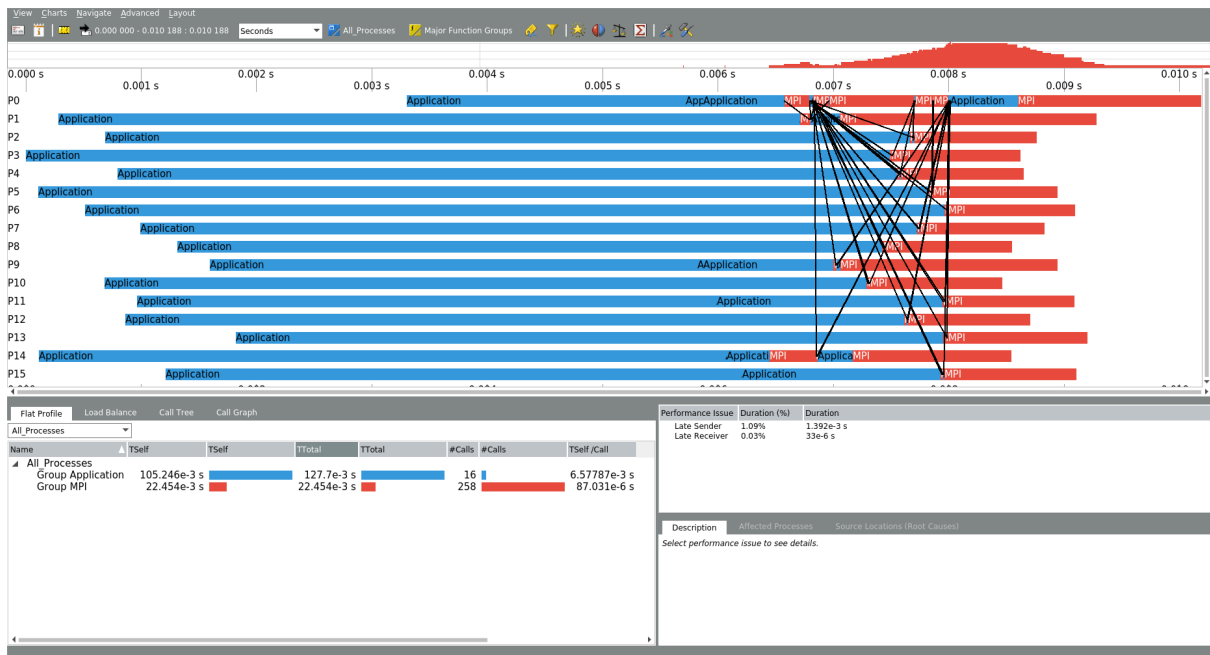 View Charts Navigate Advanced Layout
0.000 000 - 0.010 188 : 0.010 188 Seconds All_Processes Major Function Groups
0.000 s 0.002 s 0.004 s 0.006 s 0.008 s 0.010 s
0.001 s 0.003 s 0.005 s 0.007 s 0.009 s
P0 Application Application MPI MPI Application MPI
P1 Application MPI
P2 Application MPI
P3 Application MPI
P4 Application MPI
P5 Application MPI
P6 Application MPI
P7 Application MPI
P8 Application MPI
P9 Application Application MPI
P10 Application MPI
P11 Application Application MPI
P12 Application MPI
P13 Application MPI
P14 Application Applicati MPI Applica MPI
P15 Application Application MPI
Flat Profile Load Balance Call Tree Call Graph
All_Processes
Name TSelf TSelf TTotal TTotal #Calls #Calls TSelf /Call
All_Processes
Group Application 105.246e-3 s 127.7e-3 s 16 6.57787e-3 s
Group MPI 22.454e-3 s 22.454e-3 s 258 87.031e-6 s
Performance Issue Duration (%) Duration
Late Sender 1.09% 1.392e-3 s
Late Receiver 0.03% 33e-6 s
Description Affected Processes Source Locations (Root Causes)
Select performance issue to see details.